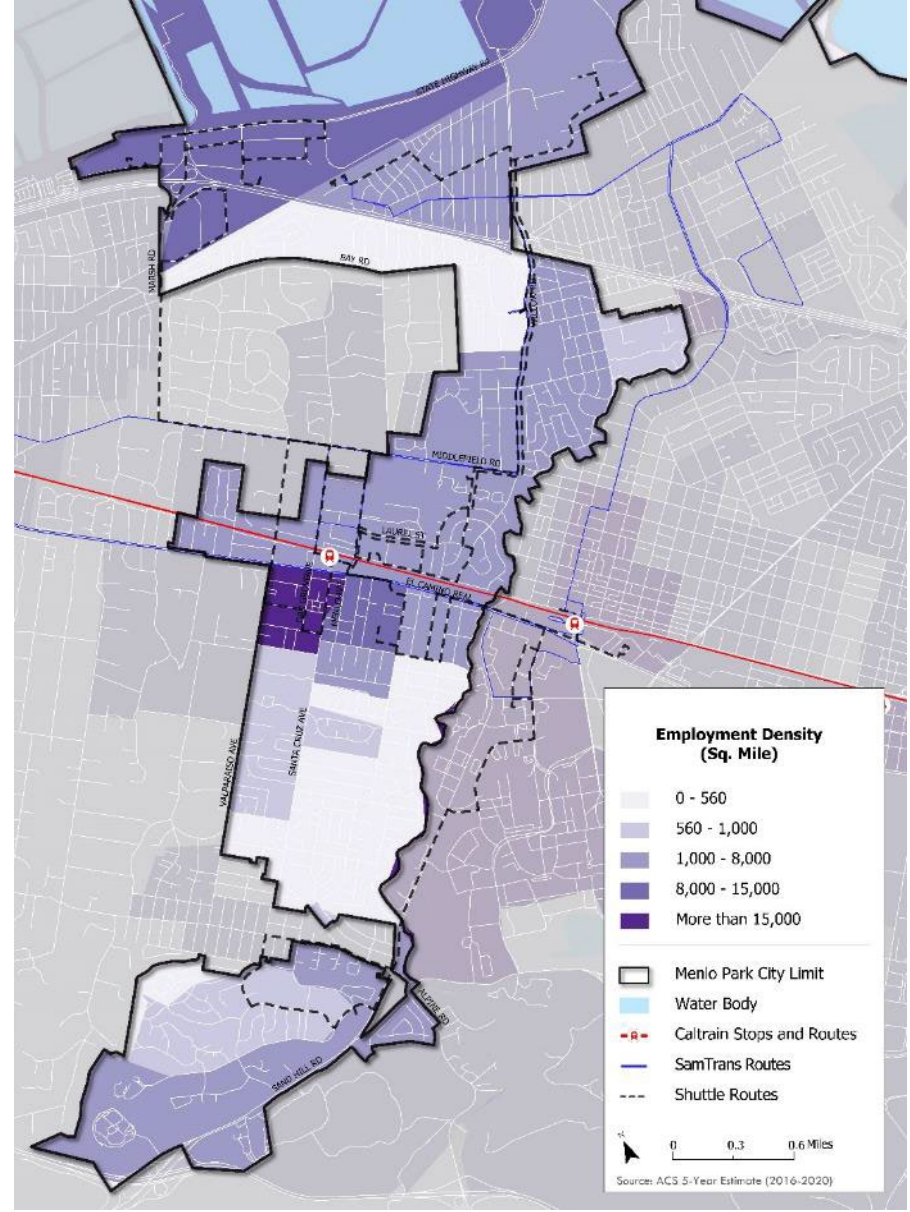 STATE HIGHWAY
MARSH RD
BAY RD
MIDDLEFIELD RD
LAUREL ST
EL CAMINO REAL
VALPARAISO AVE
SANTA CRUZ AVE
ALPINE RD
SAND HILL RD
Employment Density
(Sq. Mile)
0 - 560
560 - 1,000
1,000 - 8,000
8,000 - 15,000
More than 15,000
Menlo Park City Limit
Water Body
Caltrain Stops and Routes
SamTrans Routes
Shuttle Routes
N
0 0.3 0.6 Miles
Source: ACS 5-Year Estimate (2016-2020)